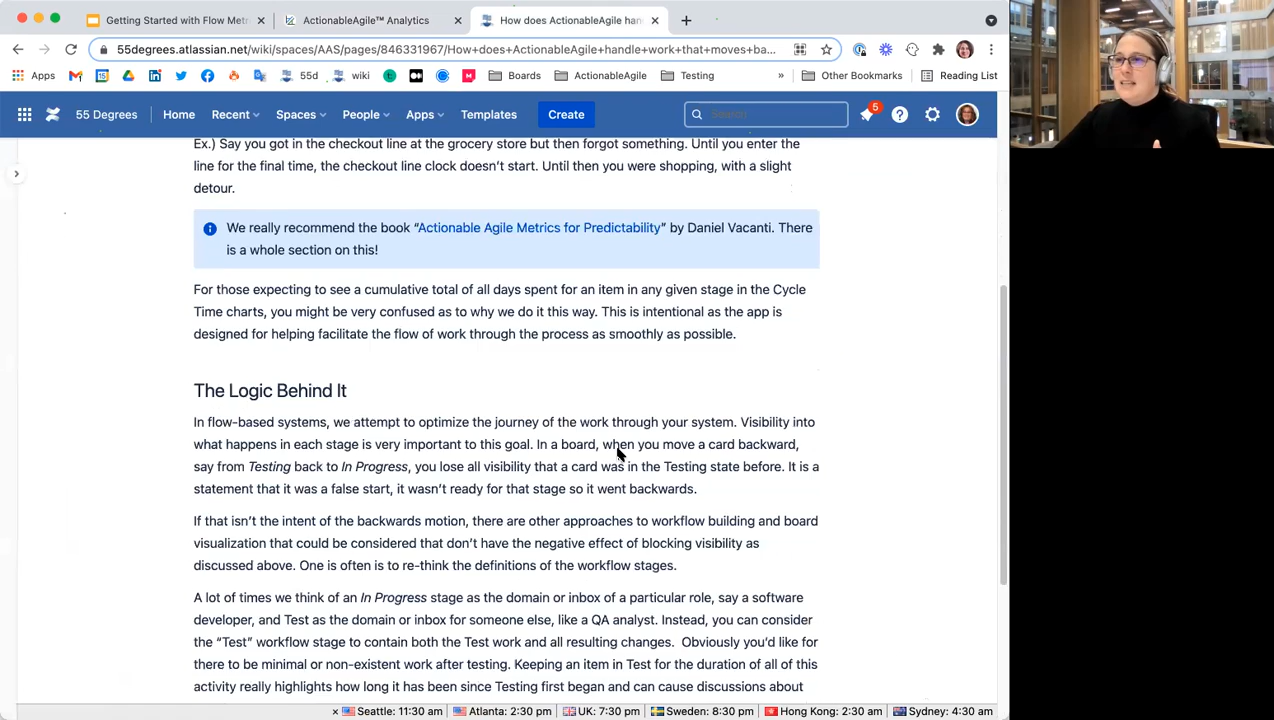 Getting Started with Flow Met
ActionableAgile™ Analytics
How does ActionableAgile han
55degrees.atlassian.net/wiki/spaces/AAS/pages/846331967/How+does+ActionableAgile+handle+work+that+moves+ba...
Apps
55d
wiki
Boards
ActionableAgile
Testing
»
Other Bookmarks
Reading List
55 Degrees
Home
Recent
Spaces
People
Apps
Templates
Create
Search
5
Ex.) Say you got in the checkout line at the grocery store but then forgot something. Until you enter the
line for the final time, the checkout line clock doesn't start. Until then you were shopping, with a slight
detour.
We really recommend the book "Actionable Agile Metrics for Predictability" by Daniel Vacanti. There
is a whole section on this!
For those expecting to see a cumulative total of all days spent for an item in any given stage in the Cycle
Time charts, you might be very confused as to why we do it this way. This is intentional as the app is
designed for helping facilitate the flow of work through the process as smoothly as possible.
The Logic Behind It
In flow-based systems, we attempt to optimize the journey of the work through your system. Visibility into
what happens in each stage is very important to this goal. In a board, when you move a card backward,
say from Testing back to In Progress, you lose all visibility that a card was in the Testing state before. It is a
statement that it was a false start, it wasn't ready for that stage so it went backwards.
If that isn't the intent of the backwards motion, there are other approaches to workflow building and board
visualization that could be considered that don't have the negative effect of blocking visibility as
discussed above. One is often is to re-think the definitions of the workflow stages.
A lot of times we think of an In Progress stage as the domain or inbox of a particular role, say a software
developer, and Test as the domain or inbox for someone else, like a QA analyst. Instead, you can consider
the "Test" workflow stage to contain both the Test work and all resulting changes. Obviously you'd like for
there to be minimal or non-existent work after testing. Keeping an item in Test for the duration of all of this
activity really highlights how long it has been since Testing first began and can cause discussions about
Seattle: 11:30 am
Atlanta: 2:30 pm
UK: 7:30 pm
Sweden: 8:30 pm
Hong Kong: 2:30 am
Sydney: 4:30 am